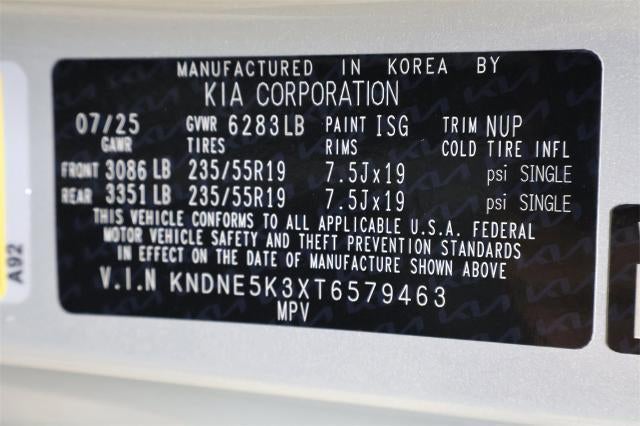 MANUFACTURED IN KOREA BY
KIA CORPORATION
07/25 GVWR 6283LB PAINT ISG TRIM NUP
GAWR TIRES RIMS COLD TIRE INFL
FRONT 3086 LB 235/55R19 7.5Jx19 psi SINGLE
REAR 3351 LB 235/55R19 7.5Jx19 psi SINGLE
THIS VEHICLE CONFORMS TO ALL APPLICABLE U.S.A. FEDERAL
MOTOR VEHICLE SAFETY AND THEFT PREVENTION STANDARDS
IN EFFECT ON THE DATE OF MANUFACTURE SHOWN ABOVE
V.I.N KNDNE5K3XT6579463
MPV
A92